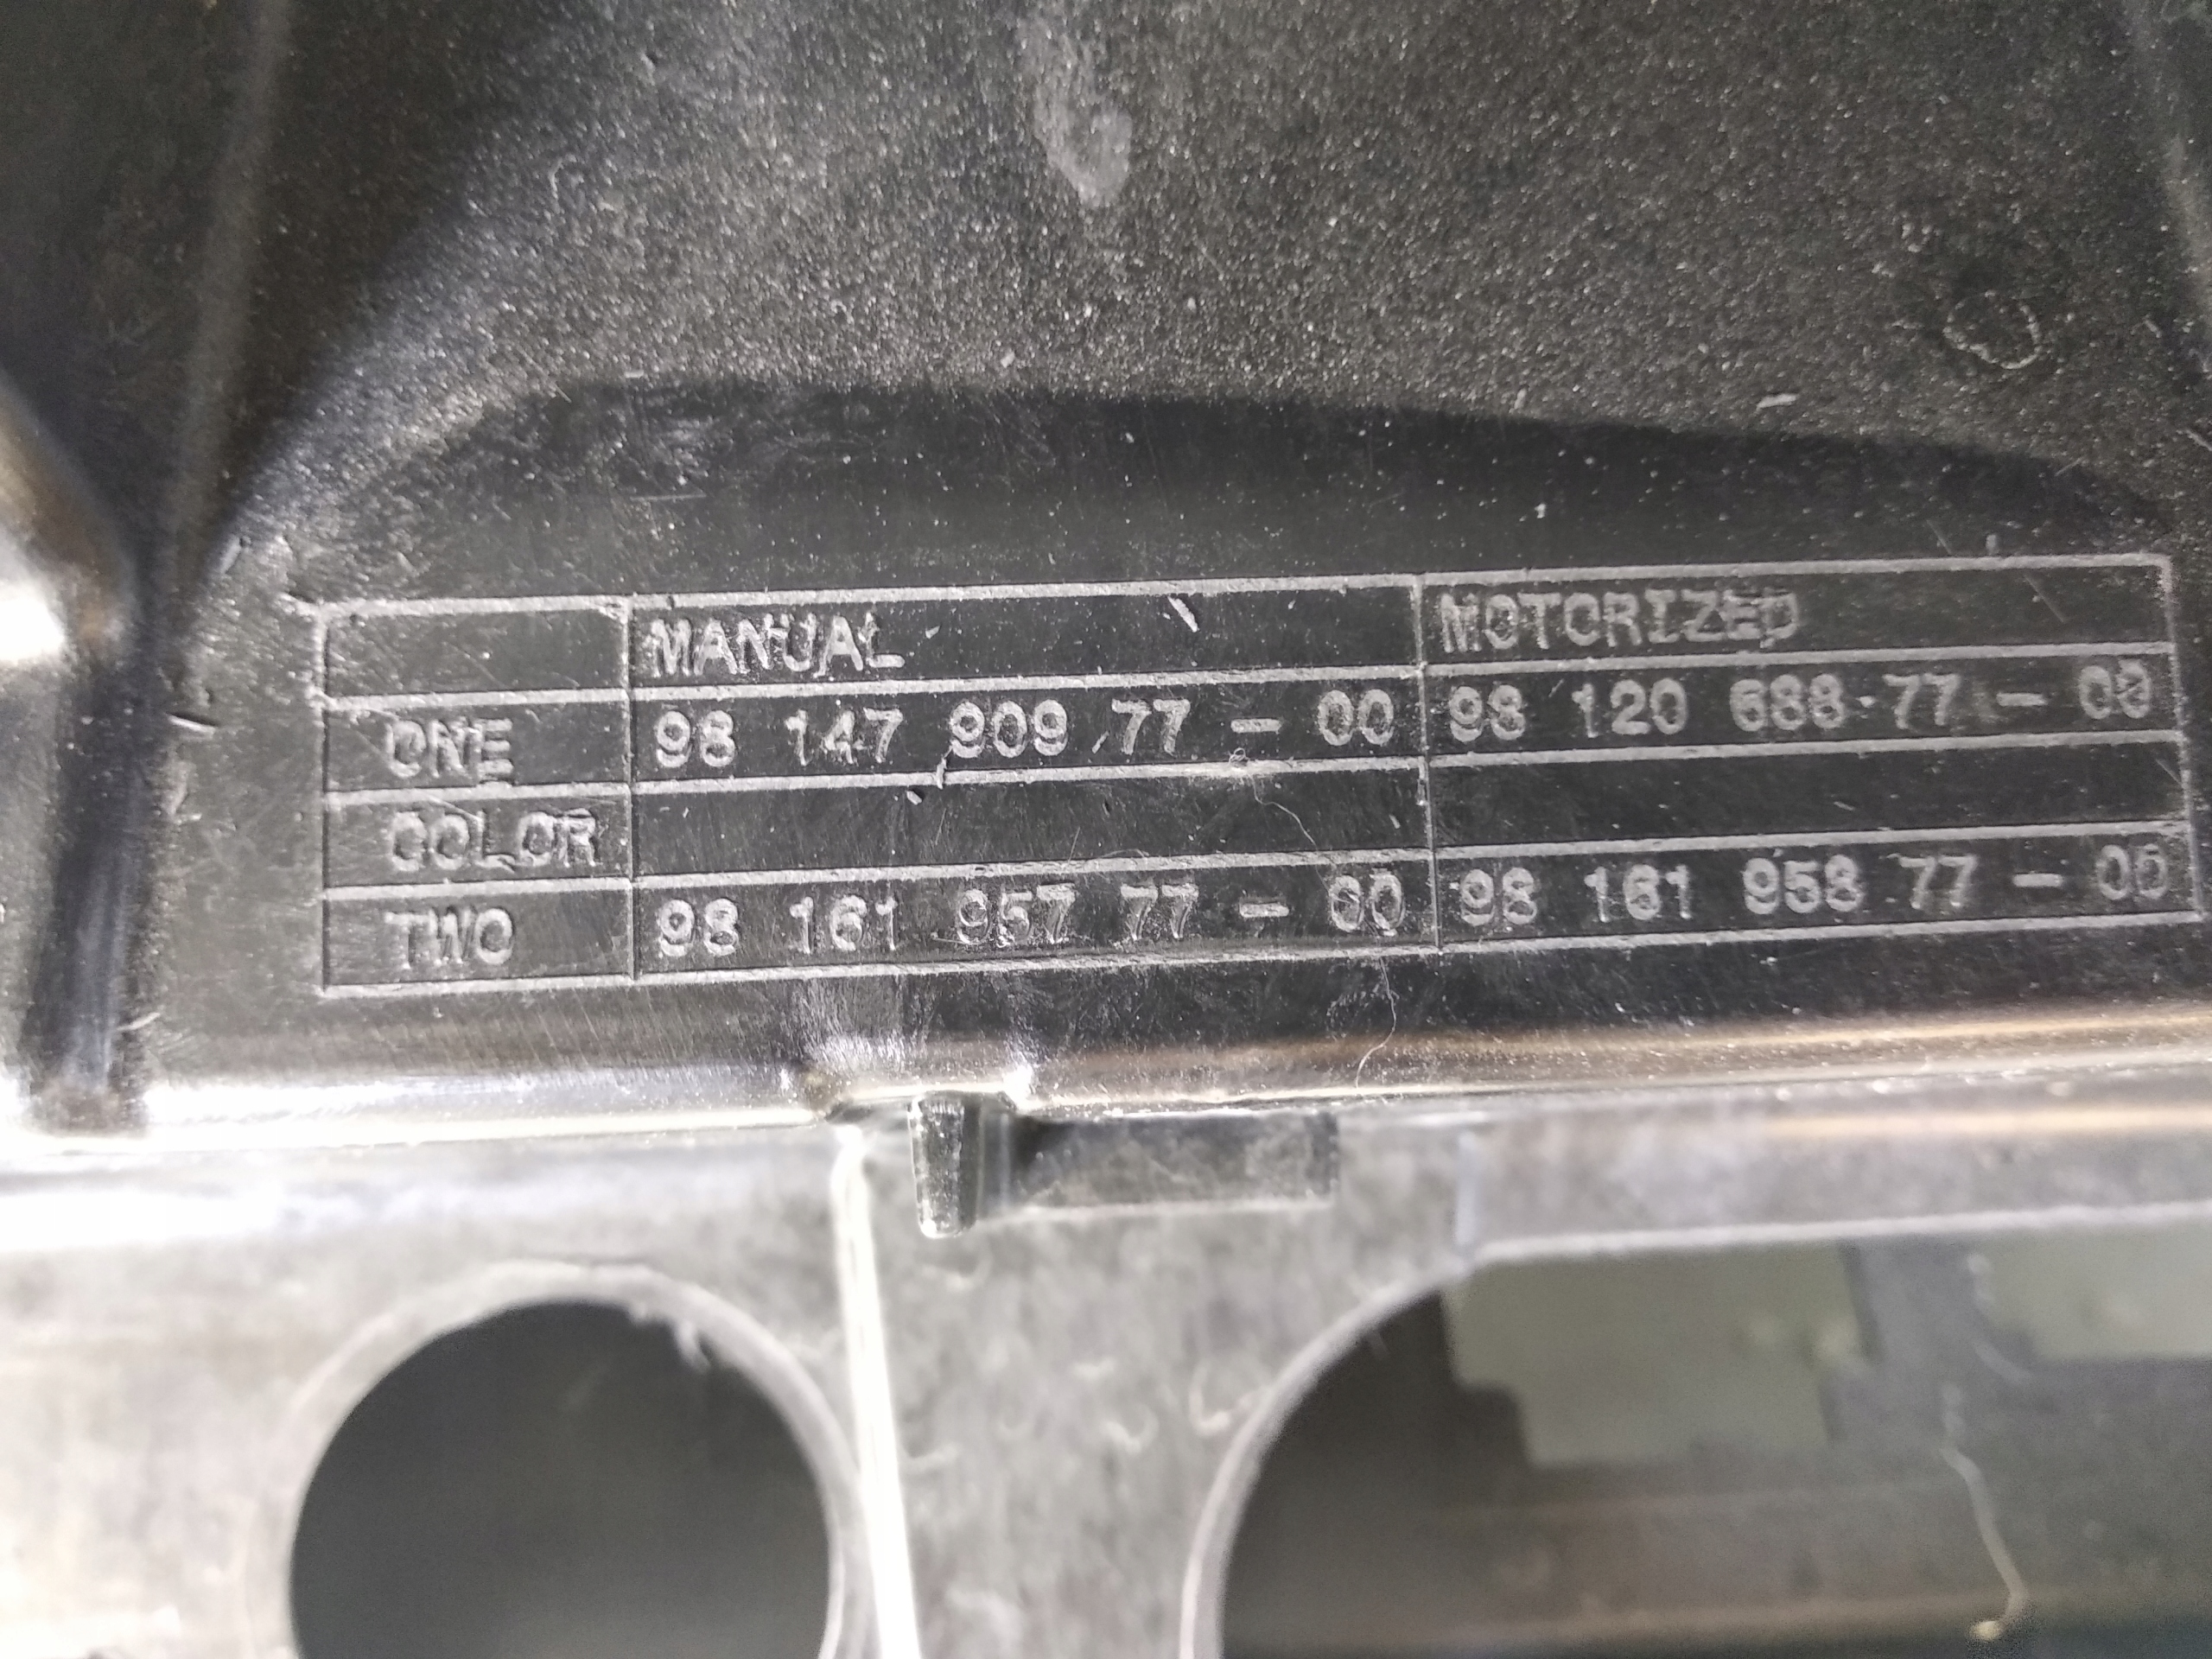 MANUAL MOTORIZED
ONE 98 147 909 77 - 00 98 120 688 77 - 00
COLOR
TWO 98 161 957 77 - 00 98 161 958 77 - 00